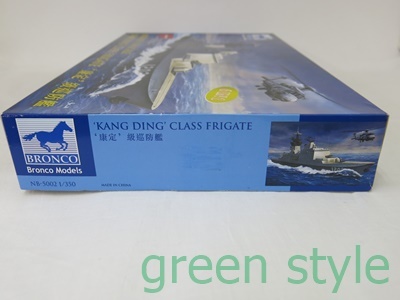 'KANG DING' CLASS FRIGATE
'康定' 級巡防艦
BRONCO
Bronco Models
NB-5002 1/350
MADE IN CHINA
green style